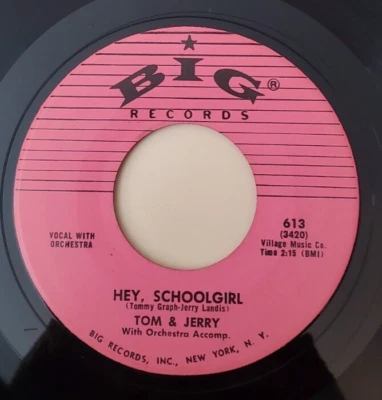 BIG®
RECORDS
VOCAL WITH
ORCHESTRA
613
(3420)
Village Music Co.
Time 2:15 (BMI)
HEY, SCHOOLGIRL
(Tommy Graph-Jerry Landis)
TOM & JERRY
With Orchestra Accomp.
BIG RECORDS, INC., NEW YORK, N. Y.